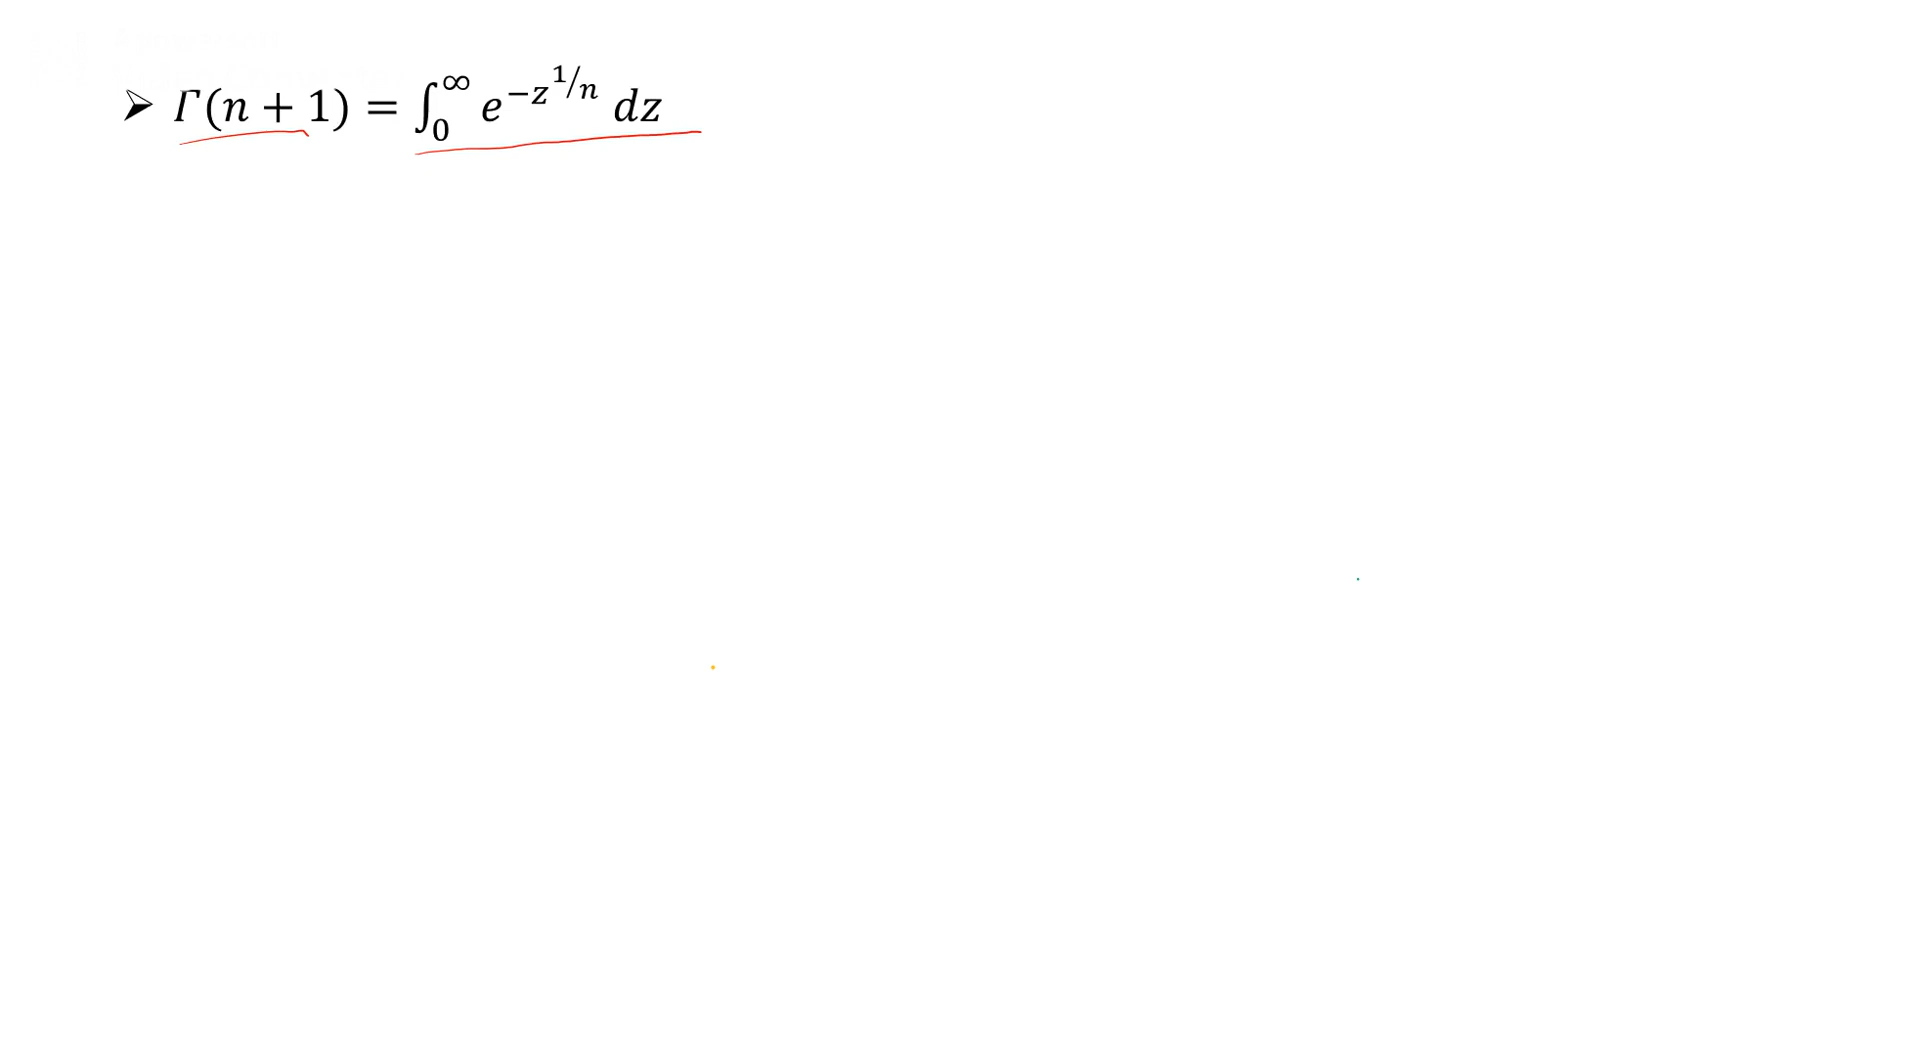 ➢ Γ(n + 1) = ∫₀^∞ e^{−z^{1/n}} dz